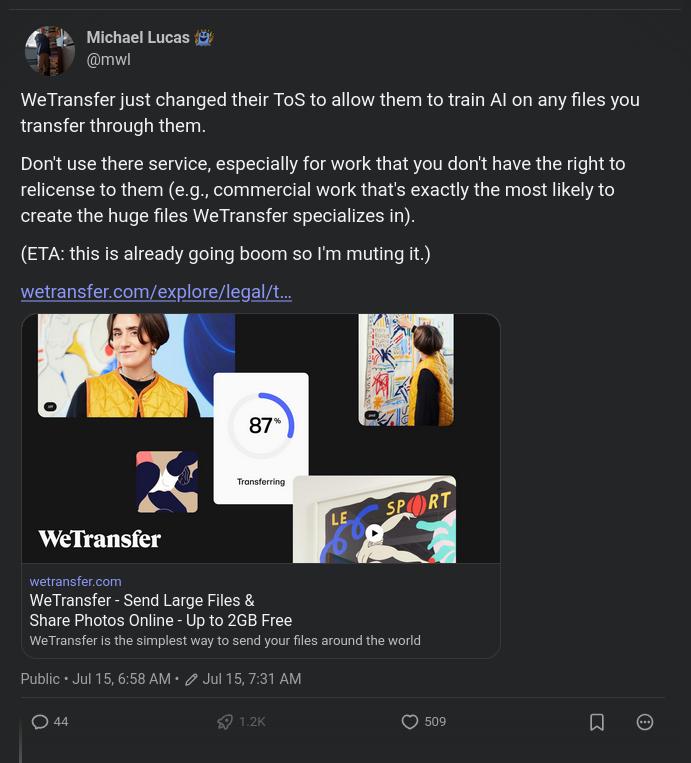 Michael Lucas
@mwl
WeTransfer just changed their ToS to allow them to train AI on any files you
transfer through them.
Don't use there service, especially for work that you don't have the right to
relicense to them (e.g., commercial work that's exactly the most likely to
create the huge files WeTransfer specializes in).
(ETA: this is already going boom so I'm muting it.)
wetransfer.com/explore/legal/t...
87%
Transferring
LE SPORT
WeTransfer
wetransfer.com
WeTransfer - Send Large Files &
Share Photos Online - Up to 2GB Free
WeTransfer is the simplest way to send your files around the world
Public • Jul 15, 6:58 AM • Jul 15, 7:31 AM
44 1.2K 509